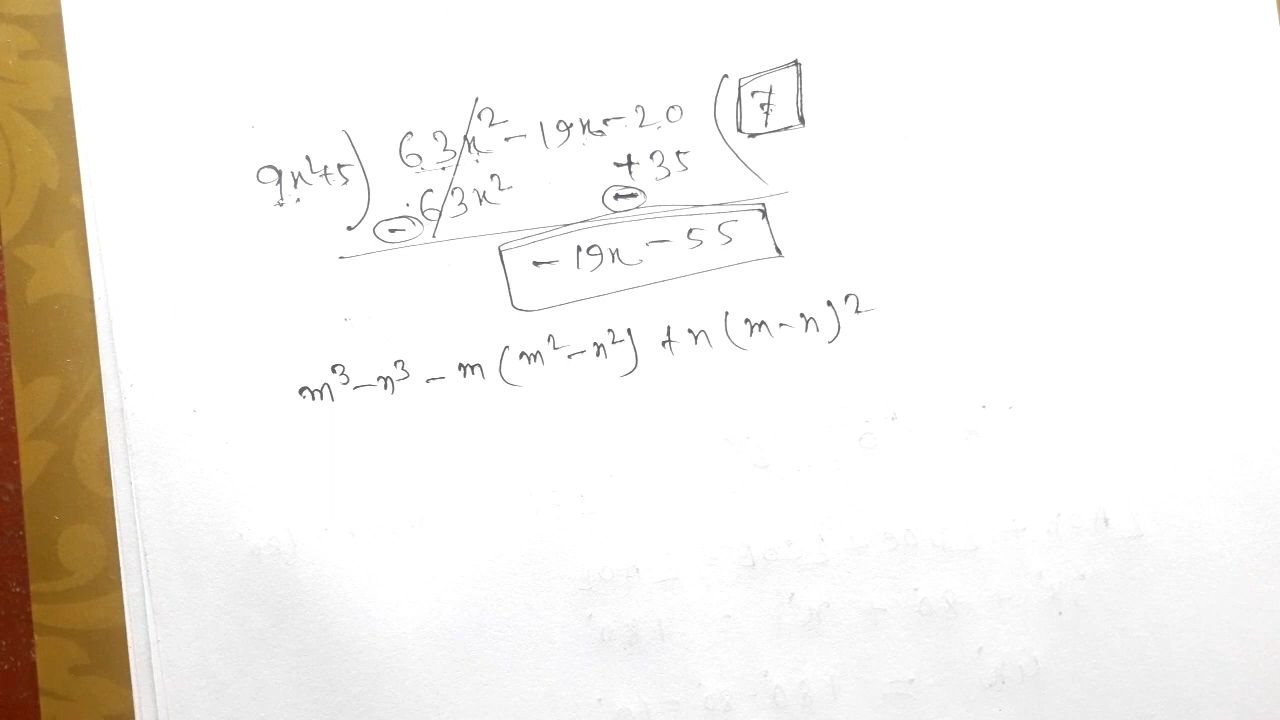 9x²+5) 63x² - 19x - 20 (7
63x² + 35
- -
- 19x - 55
m³ - n³ - m(m² - n²) + n(m - n)²